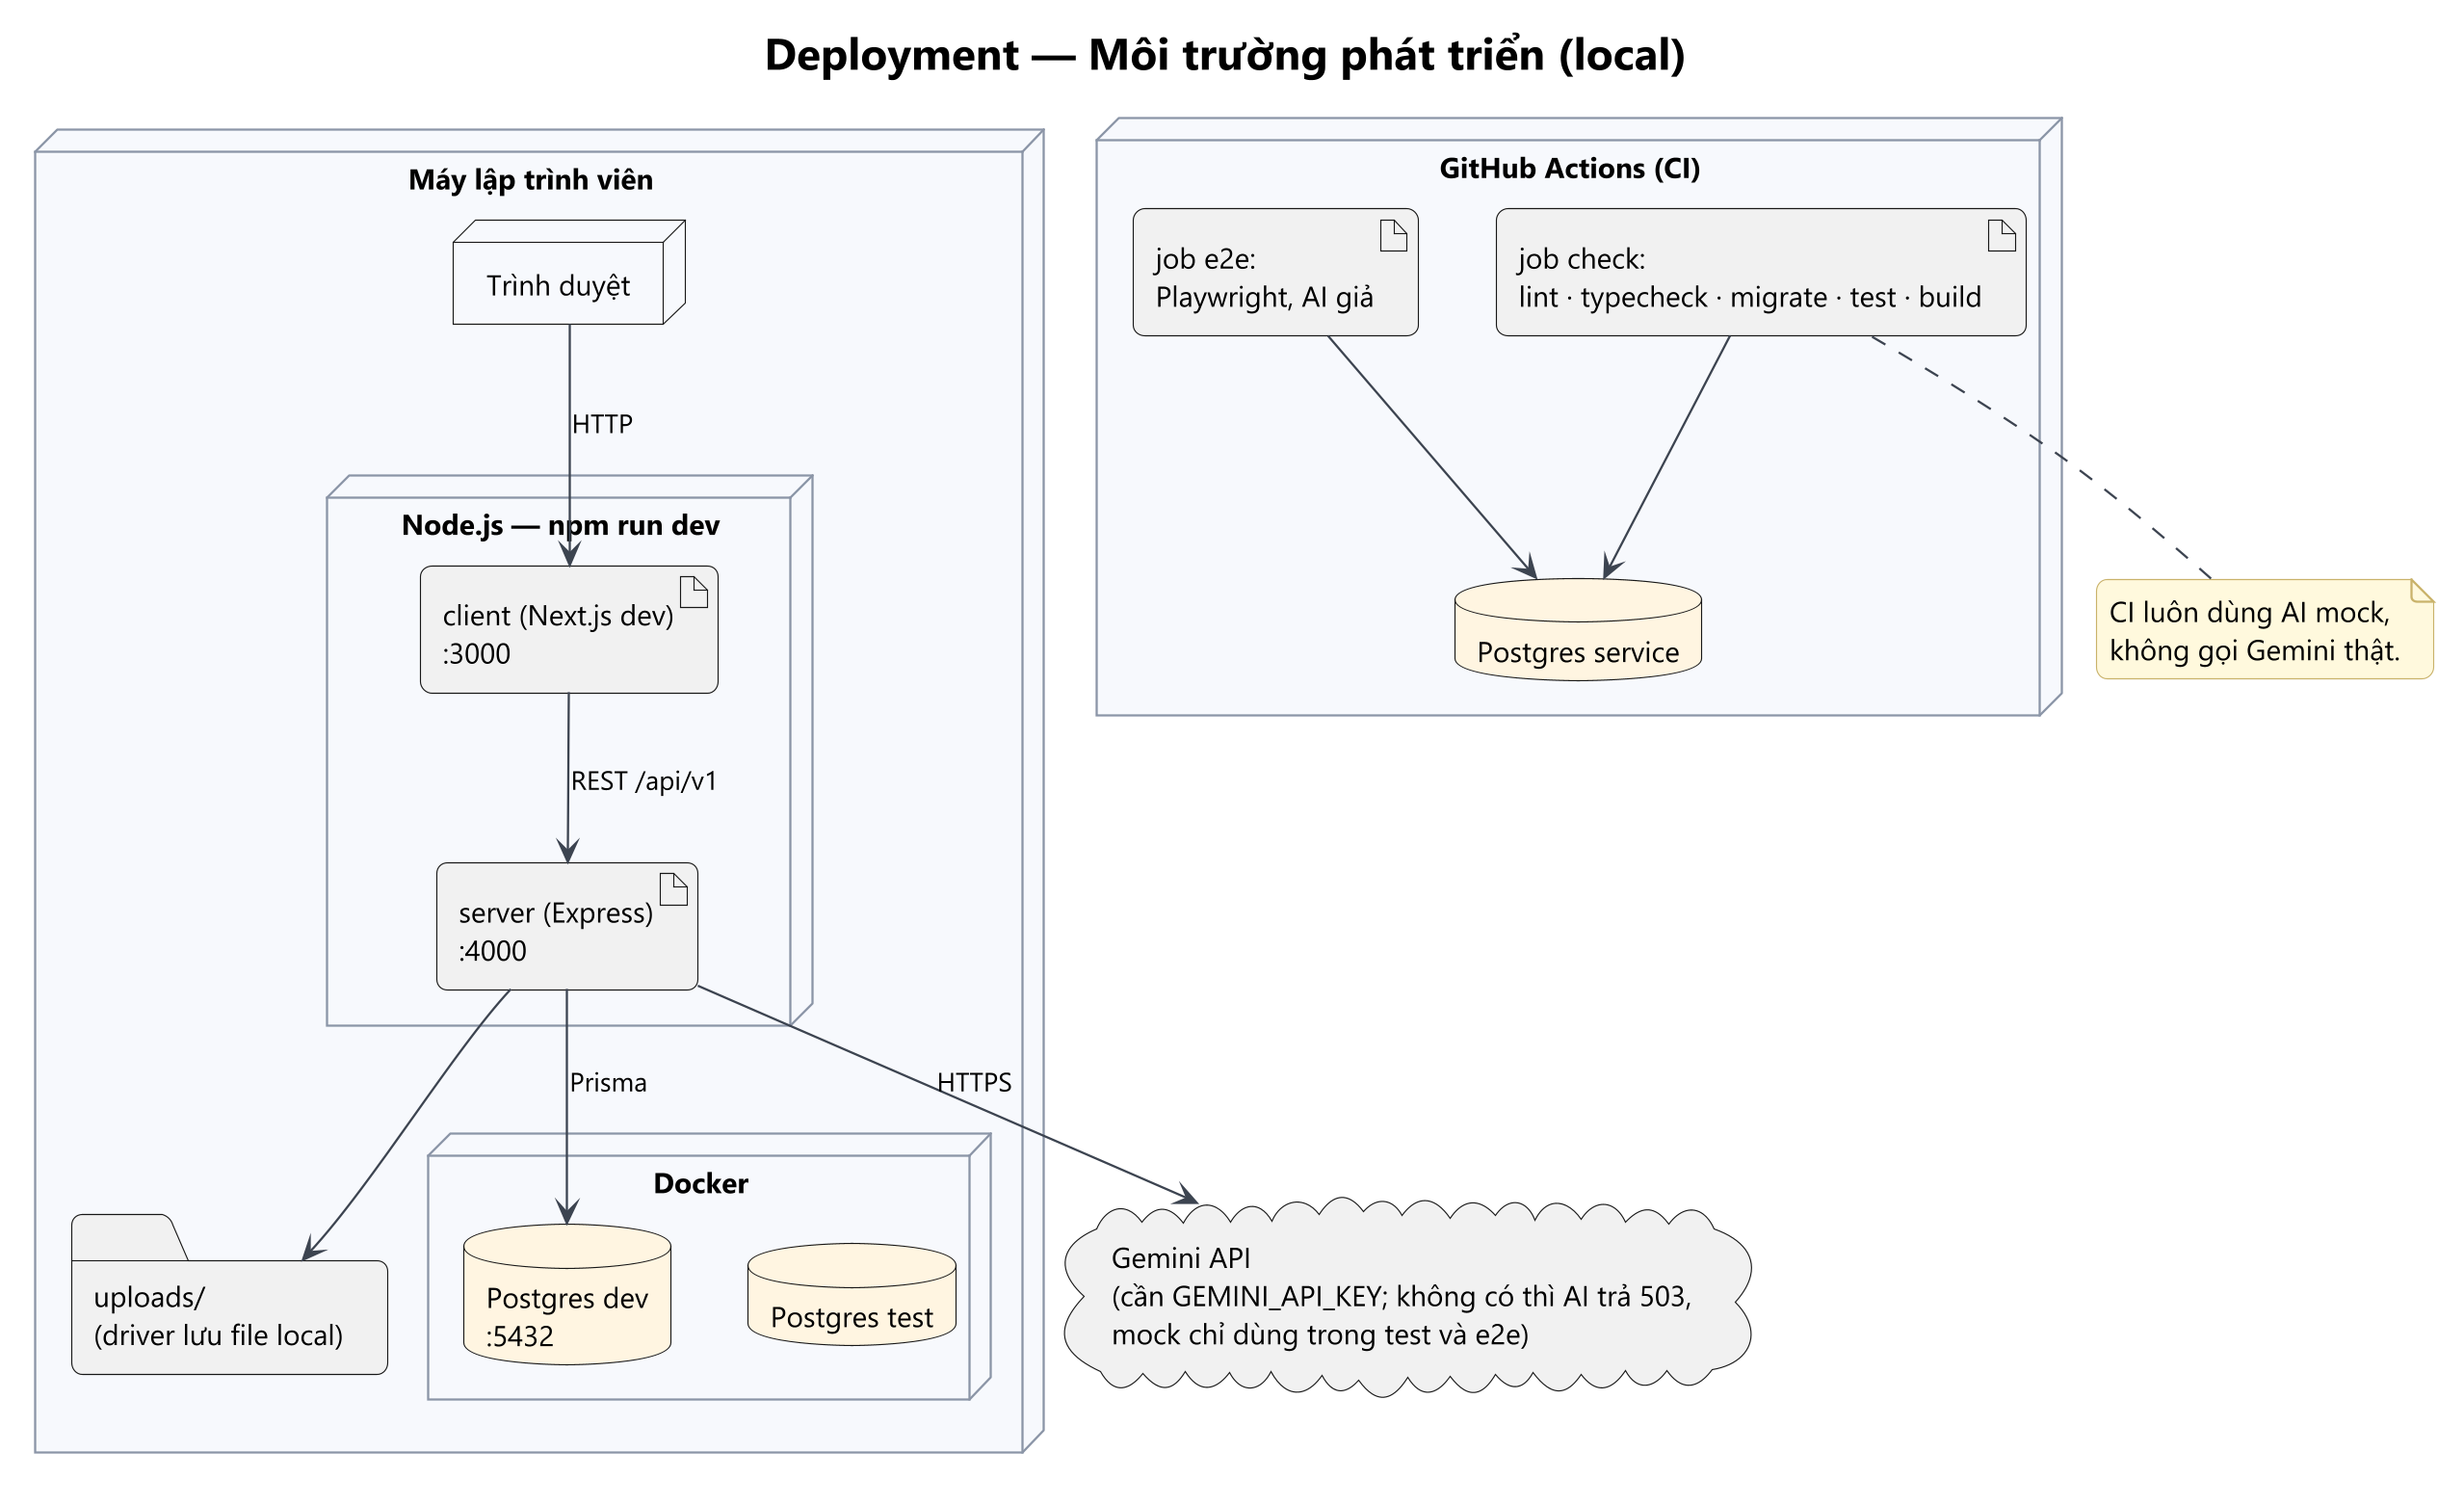 Deployment — Môi trường phát triển (local)
Máy lập trình viên
Trình duyệt
HTTP
Node.js — npm run dev
client (Next.js dev)
:3000
REST /api/v1
server (Express)
:4000
Prisma
HTTPS
uploads/
(driver lưu file local)
Docker
Postgres dev
:5432
Postgres test
Gemini API
(cần GEMINI_API_KEY; không có thì AI trả 503,
mock chỉ dùng trong test và e2e)
GitHub Actions (CI)
job e2e:
Playwright, AI giả
job check:
lint · typecheck · migrate · test · build
Postgres service
CI luôn dùng AI mock,
không gọi Gemini thật.